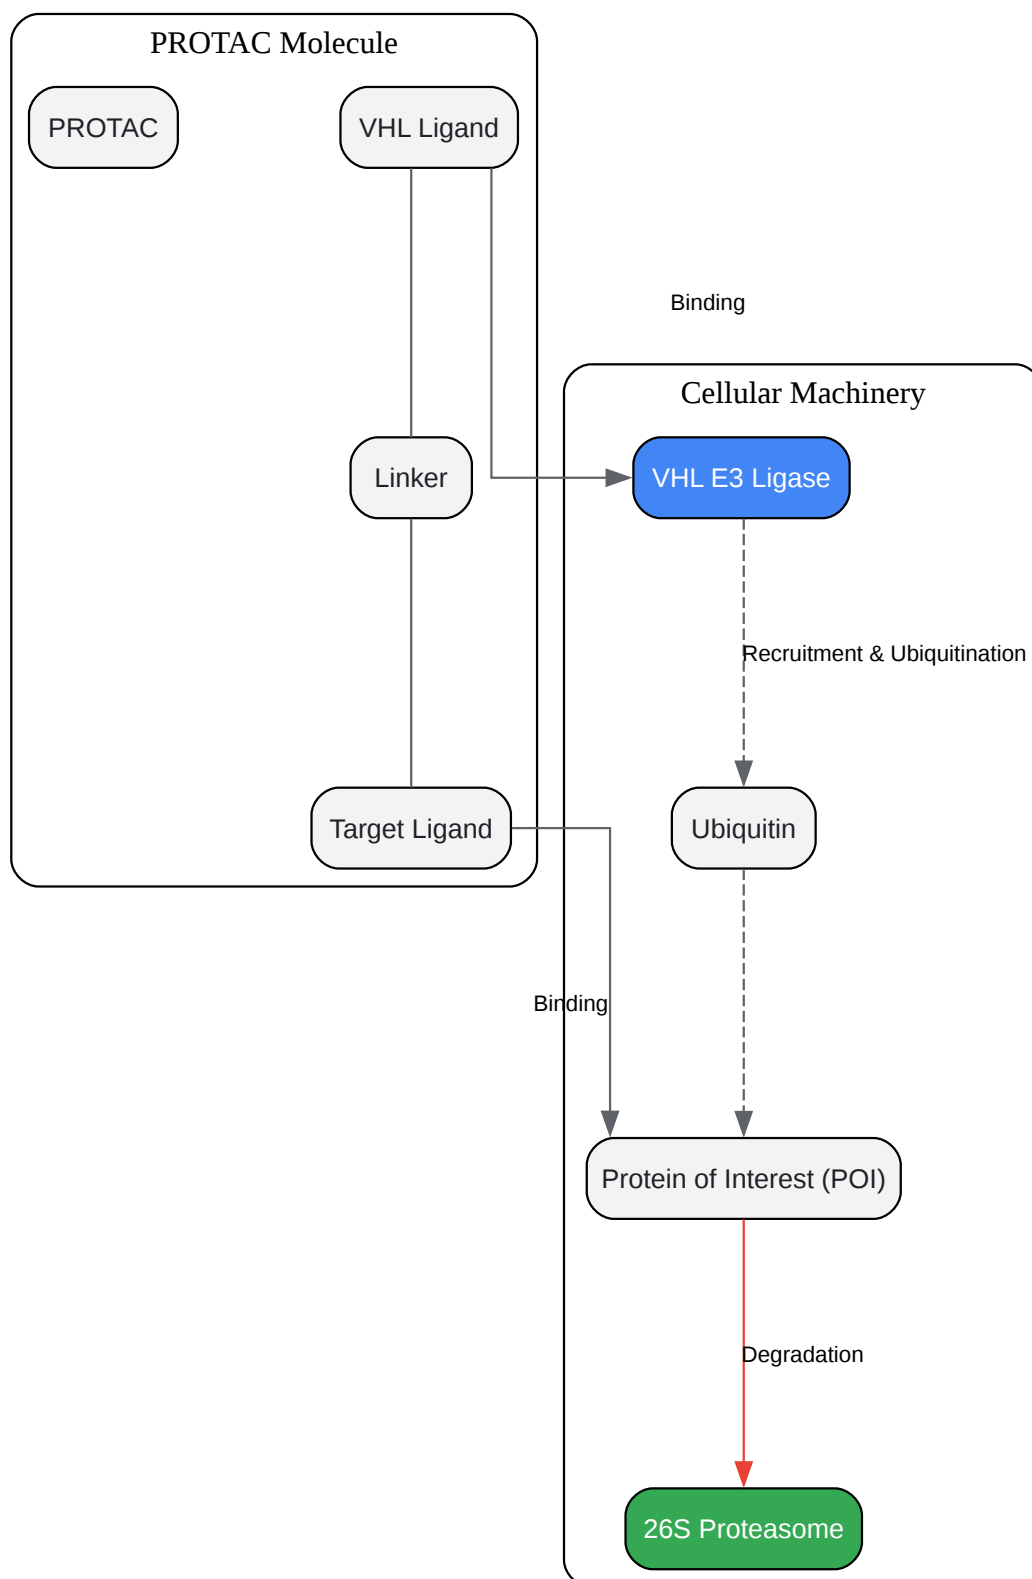 PROTAC Molecule
PROTAC
VHL Ligand
Binding
Cellular Machinery
Linker
VHL E3 Ligase
Recruitment & Ubiquitination
Target Ligand
Ubiquitin
Binding
Protein of Interest (POI)
Degradation
26S Proteasome